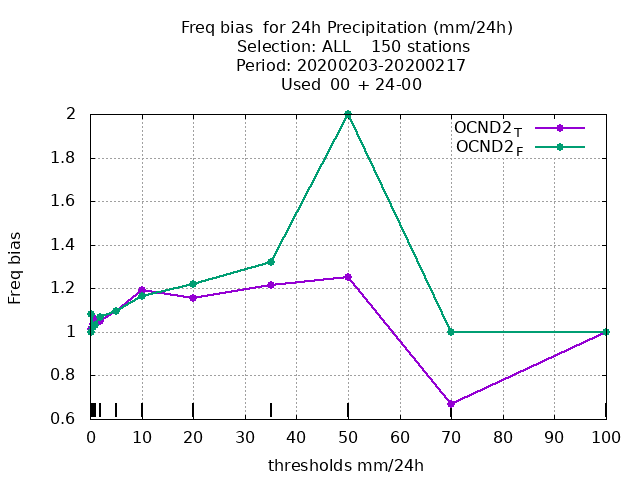 Freq bias  for 24h Precipitation (mm/24h)
Selection: ALL    150 stations
Period: 20200203-20200217
Used  00 + 24-00
OCND2_T
OCND2_F
2
1.8
1.6
1.4
1.2
1
0.8
0.6
Freq bias
0 10 20 30 40 50 60 70 80 90 100
thresholds mm/24h